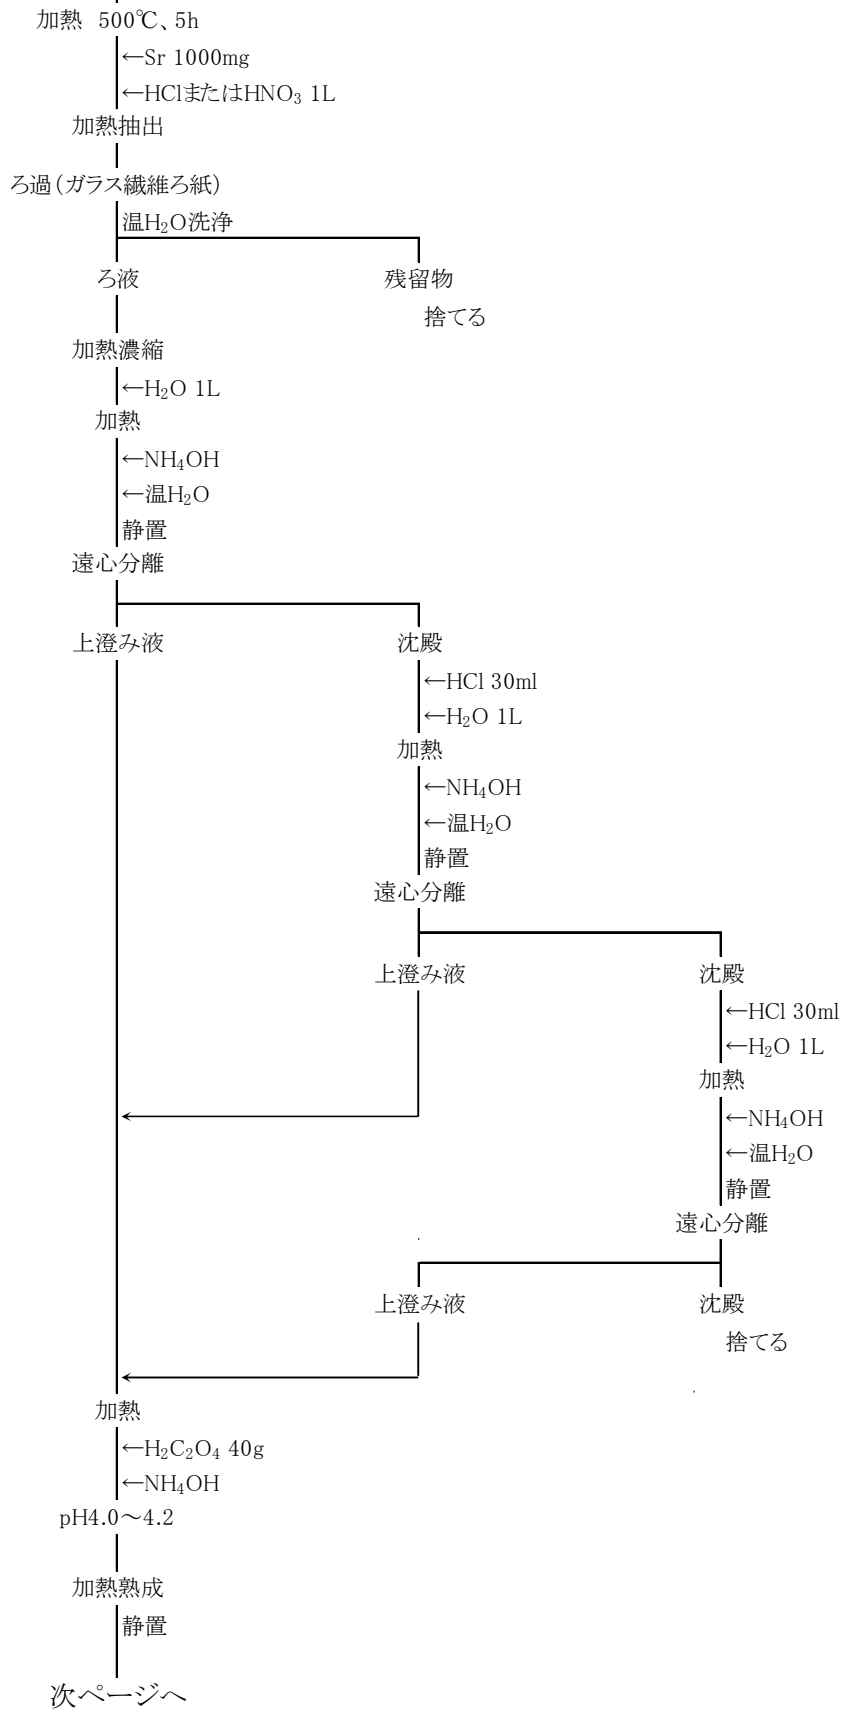 加熱 500℃、5h
←Sr 1000mg
←HClまたはHNO₃ 1L
加熱抽出
ろ過(ガラス繊維ろ紙)
温H₂O洗浄
ろ液 残留物
捨てる
加熱濃縮
←H₂O 1L
加熱
←NH₄OH
←温H₂O
静置
遠心分離
上澄み液 沈殿
←HCl 30ml
←H₂O 1L
加熱
←NH₄OH
←温H₂O
静置
遠心分離
上澄み液 沈殿
←HCl 30ml
←H₂O 1L
加熱
←NH₄OH
←温H₂O
静置
遠心分離
上澄み液 沈殿
捨てる
加熱
←H₂C₂O₄ 40g
←NH₄OH
pH4.0～4.2
加熱熟成
静置
次ページへ